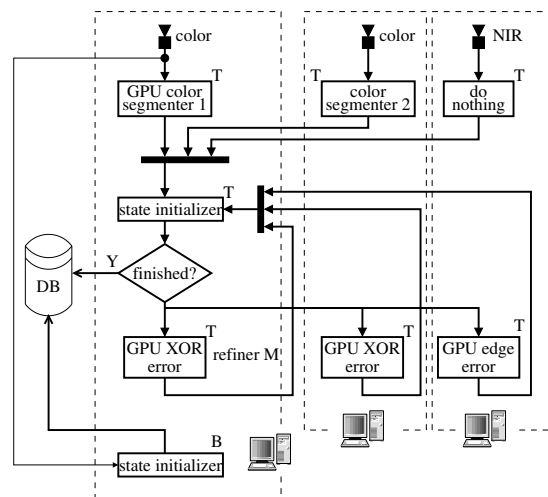 color
color
NIR
T
T
T
GPU color
segmenter 1
color
segmenter 2
do
nothing
T
state initializer
Y
finished?
DB
T
T
T
GPU XOR
error
refiner M
GPU XOR
error
GPU edge
error
B
state initializer